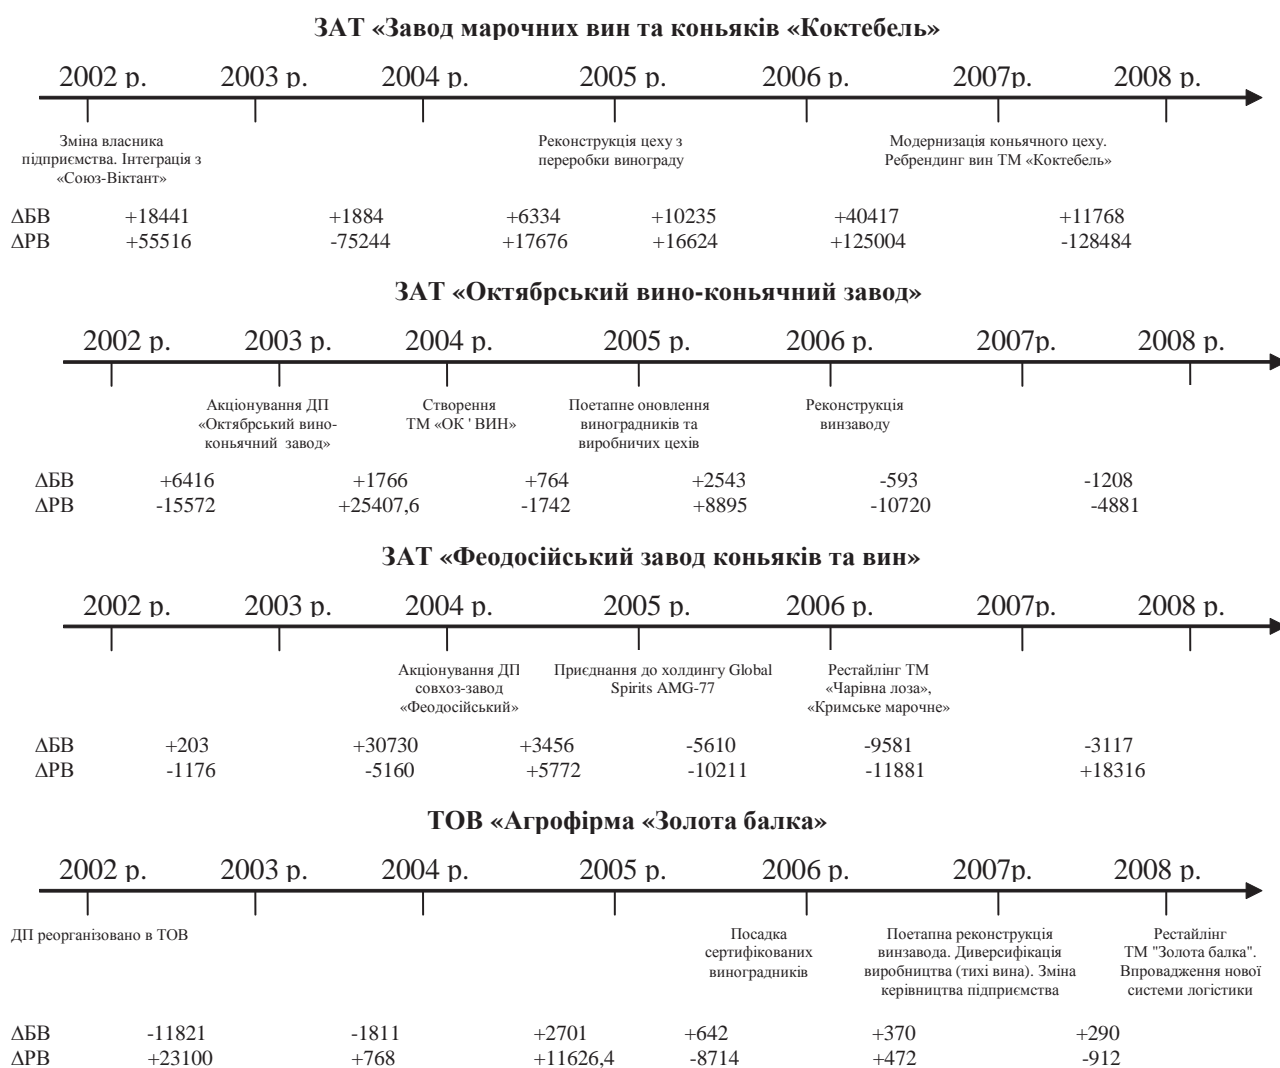 ЗАТ «Завод марочних вин та коньяків «Коктебель»
2002 р. 2003 р. 2004 р. 2005 р. 2006 р. 2007р. 2008 р.
Зміна власника
підприємства. Інтеграція з
«Союз-Віктант»
Реконструкція цеху з
переробки винограду
Модернизація коньячного цеху.
Ребрендинг вин ТМ «Коктебель»
ΔБВ +18441 +1884 +6334 +10235 +40417 +11768
ΔРВ +55516 -75244 +17676 +16624 +125004 -128484
ЗАТ «Октябрський вино-коньячний завод»
2002 р. 2003 р. 2004 р. 2005 р. 2006 р. 2007р. 2008 р.
Акціонування ДП
«Октябрський вино-
коньячний завод»
Створення
ТМ «ОК ' ВИН»
Поетапне оновлення
виноградників та
виробничих цехів
Реконструкція
винзаводу
ΔБВ +6416 +1766 +764 +2543 -593 -1208
ΔРВ -15572 +25407,6 -1742 +8895 -10720 -4881
ЗАТ «Феодосійський завод коньяків та вин»
2002 р. 2003 р. 2004 р. 2005 р. 2006 р. 2007р. 2008 р.
Акціонування ДП
совхоз-завод
«Феодосійський»
Приєднання до холдингу Global
Spirits AMG-77
Рестайлінг ТМ
«Чарівна лоза»,
«Кримське марочне»
ΔБВ +203 +30730 +3456 -5610 -9581 -3117
ΔРВ -1176 -5160 +5772 -10211 -11881 +18316
ТОВ «Агрофірма «Золота балка»
2002 р. 2003 р. 2004 р. 2005 р. 2006 р. 2007р. 2008 р.
ДП реорганізовано в ТОВ
Посадка
сертифікованих
виноградників
Поетапна реконструкція
винзавода. Диверсифікація
виробництва (тихі вина). Зміна
керівництва підприємства
Рестайлінг
ТМ "Золота балка".
Впровадження нової
системи логістики
ΔБВ -11821 -1811 +2701 +642 +370 +290
ΔРВ +23100 +768 +11626,4 -8714 +472 -912